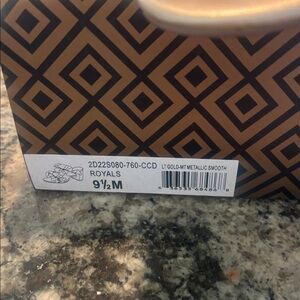 2D22S080-760-CCD LT GOLD-MT METALLIC SMOOTH
ROYALS
9½M